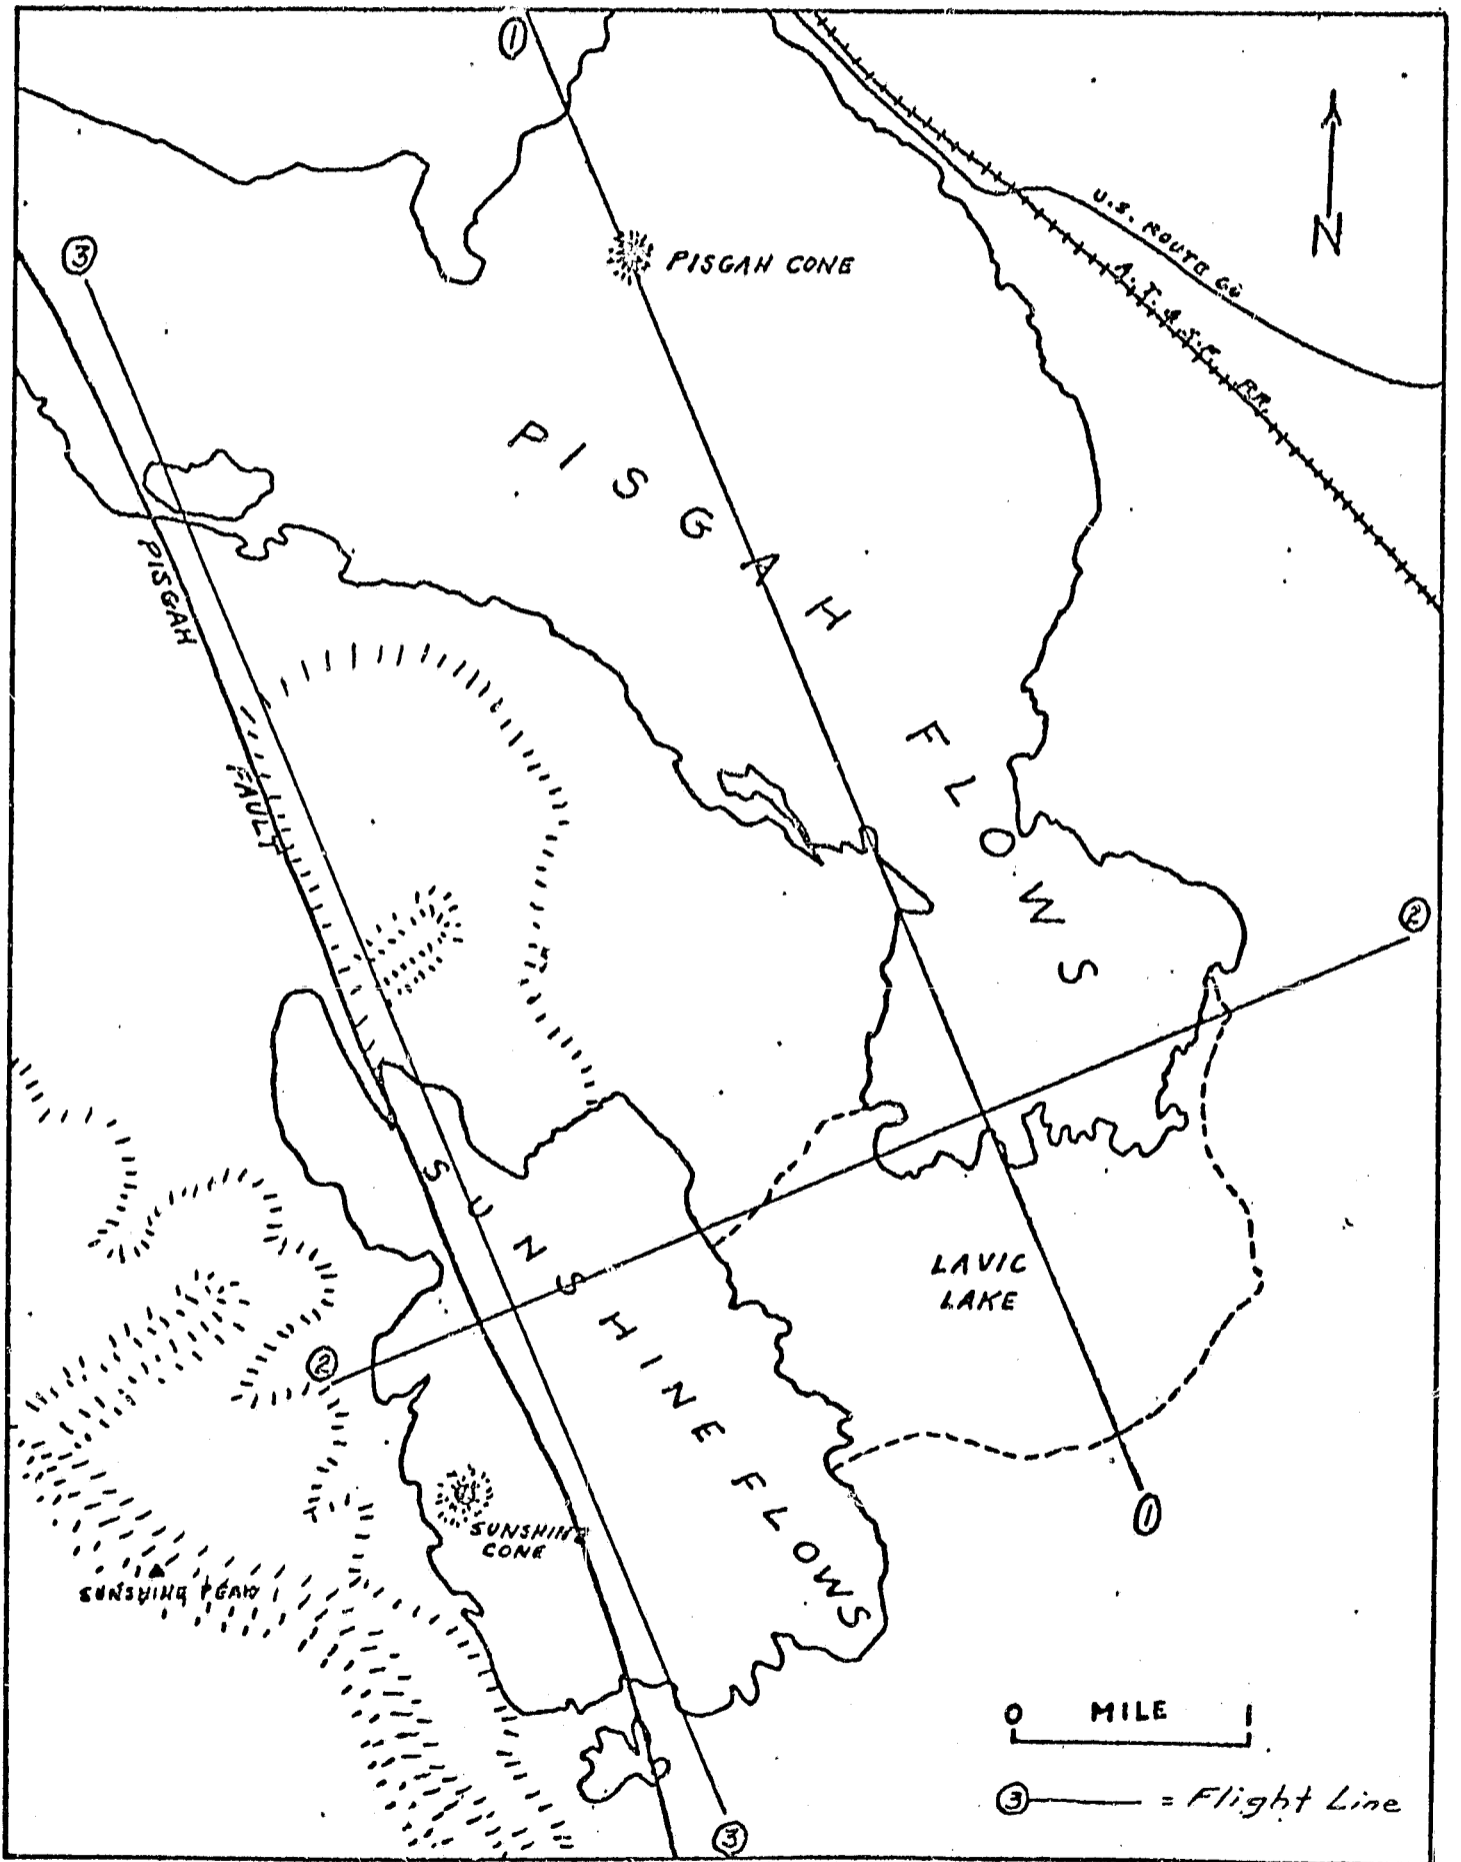 1
N
U.S. ROUTE 66
A.T. & S.F. RR.
3
PISGAH CONE
PISGAH FLOWS
PISGAH FAULT
2
SUNSHINE FLOWS
LAVIC
LAKE
2
1
SUNSHINE
CONE
SUNSHINE PEAK
0 MILE 1
3 = Flight Line
3